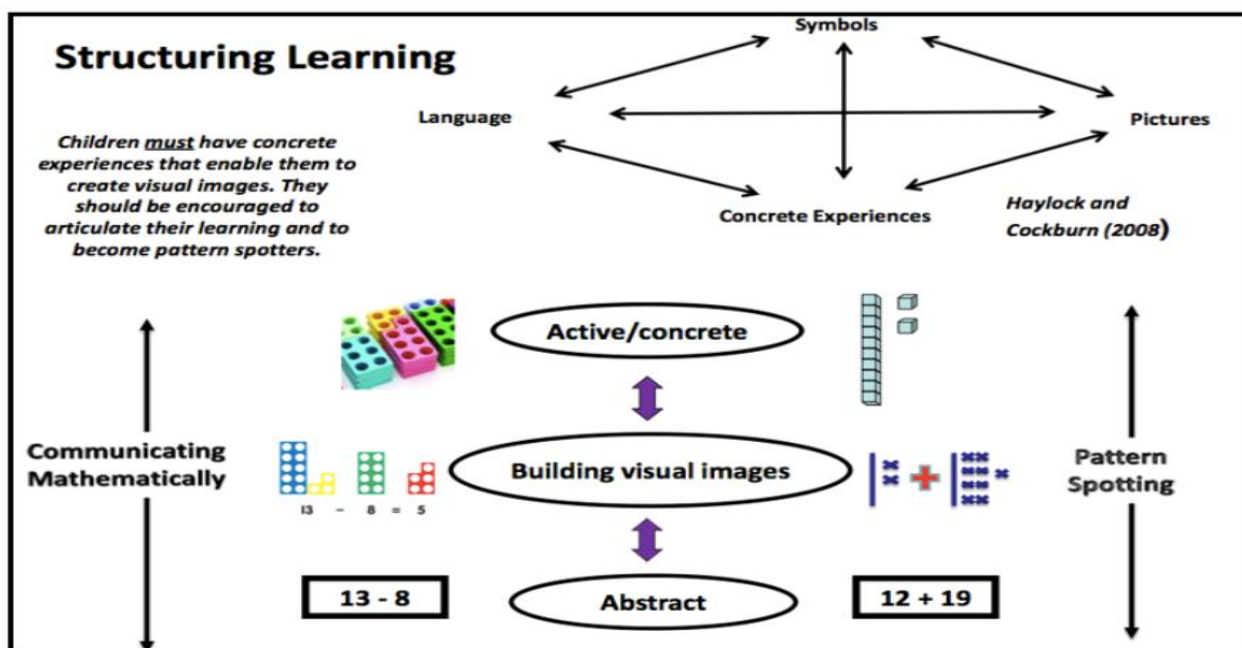 Structuring Learning
Children must have concrete
experiences that enable them to
create visual images. They
should be encouraged to
articulate their learning and to
become pattern spotters.
Symbols
Language
Pictures
Concrete Experiences
Haylock and
Cockburn (2008)
Active/concrete
Communicating
Mathematically
Building visual images
Pattern
Spotting
13 - 8 = 5
13 - 8
Abstract
12 + 19